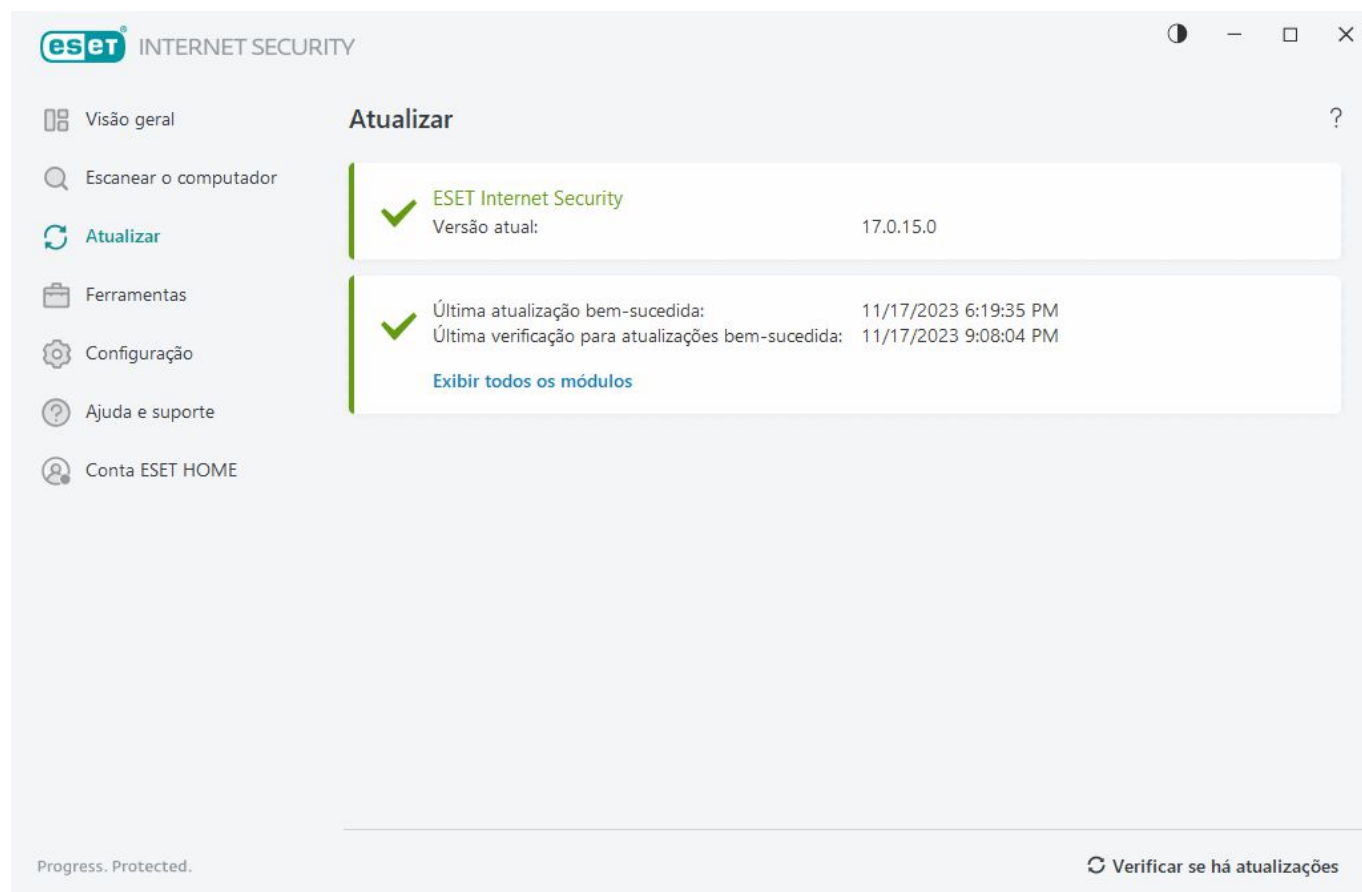 eset® INTERNET SECURITY
Visão geral
Escanear o computador
Atualizar
Ferramentas
Configuração
Ajuda e suporte
Conta ESET HOME
Atualizar ?
ESET Internet Security
Versão atual: 17.0.15.0
Última atualização bem-sucedida: 11/17/2023 6:19:35 PM
Última verificação para atualizações bem-sucedida: 11/17/2023 9:08:04 PM
Exibir todos os módulos
Progress. Protected.
Verificar se há atualizações